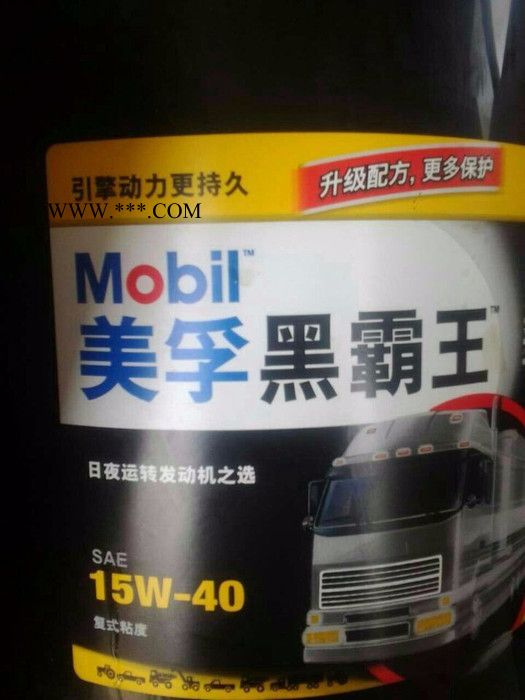 引擎动力更持久
升级配方，更多保护
WWW.***.COM
Mobil™
美孚黑霸王™
日夜运转发动机之选
SAE
15W-40
复式粘度